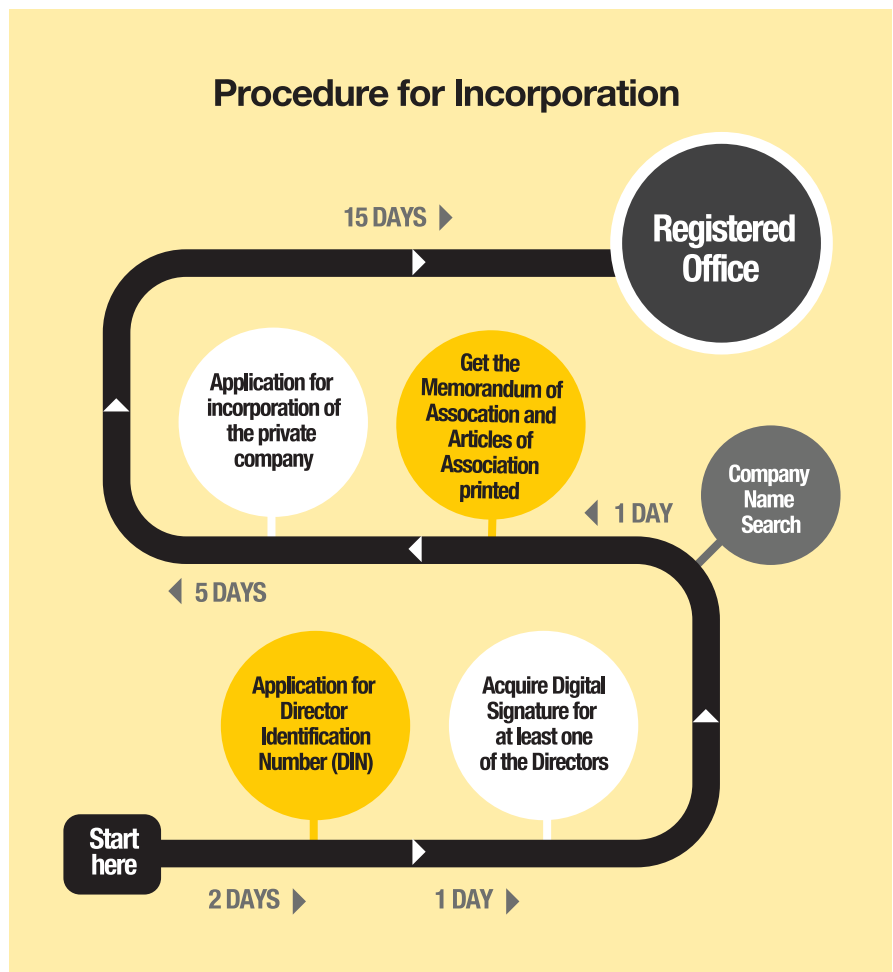 Procedure for Incorporation
15 DAYS
Registered
Office
Application for
incorporation of
the private
company
Get the
Memorandum of
Assocation and
Articles of
Association
printed
Company
Name
Search
1 DAY
5 DAYS
Application for
Director
Identification
Number (DIN)
Acquire Digital
Signature for
at least one
of the Directors
Start
here
2 DAYS
1 DAY